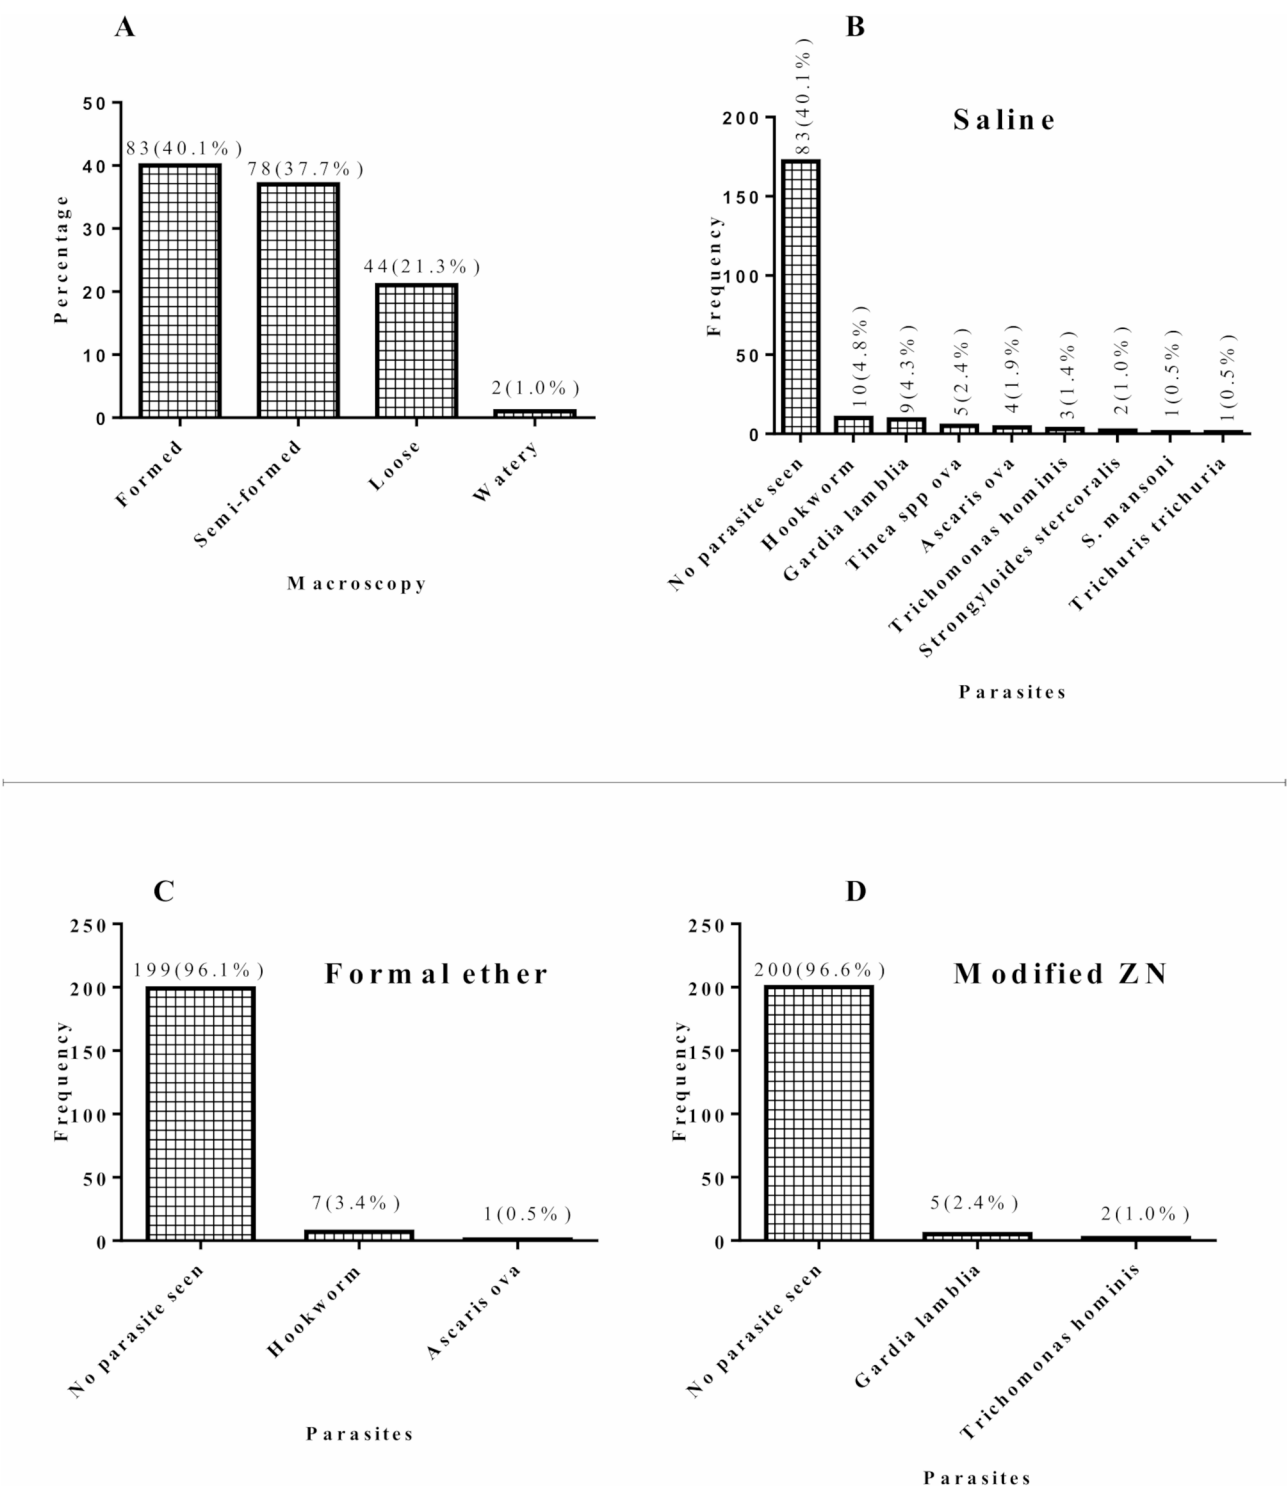 A
50
40
30
20
10
0
Percentage
83(40.1%)
78(37.7%)
44(21.3%)
2(1.0%)
Formed
Semi-formed
Loose
Watery
Macroscopy
B
Saline
200
150
100
50
0
Frequency
83(40.1%)
10(4.8%)
9(4.3%)
5(2.4%)
4(1.9%)
3(1.4%)
2(1.0%)
1(0.5%)
1(0.5%)
No parasite seen
Hookworm
Gardia lamblia
Tinea spp ova
Ascaris ova
Trichomonas hominis
Strongyloides stercoralis
S. mansoni
Trichuris trichuria
Parasites
C
Formal ether
250
200
150
100
50
0
Frequency
199(96.1%)
7(3.4%)
1(0.5%)
No parasite seen
Hookworm
Ascaris ova
Parasites
D
Modified ZN
250
200
150
100
50
0
Frequency
200(96.6%)
5(2.4%)
2(1.0%)
No parasite seen
Gardia lamblia
Trichomonas hominis
Parasites